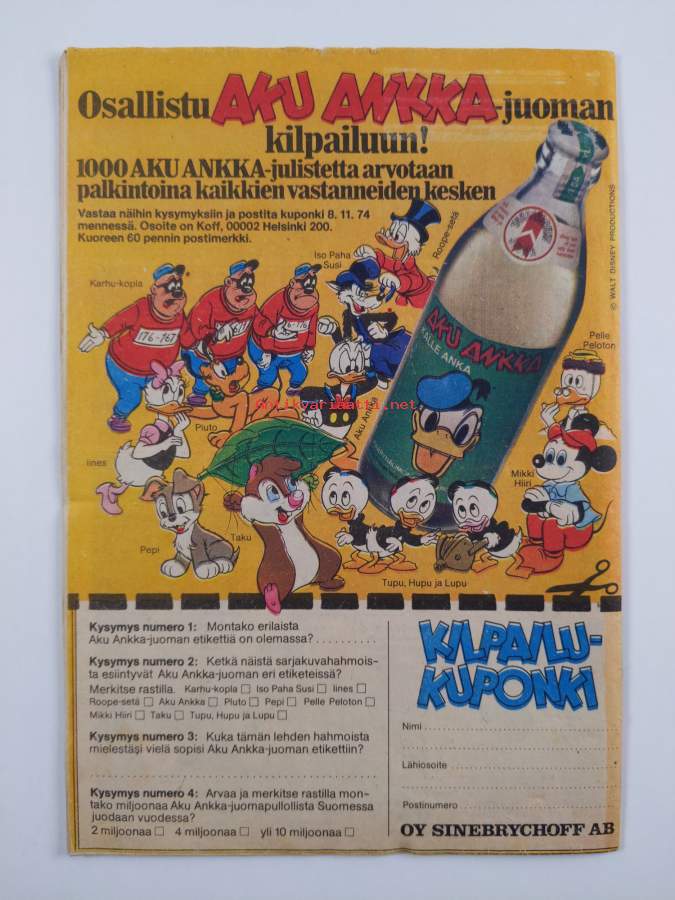 Osallistu AKU ANKKA-juoman
kilpailuun!
1000 AKU ANKKA-julistetta arvotaan
palkintoina kaikkien vastanneiden kesken
Vastaa näihin kysymyksiin ja postita kuponki 8. 11. 74
mennessä. Osoite on Koff, 00002 Helsinki 200.
Kuoreen 60 pennin postimerkki.
Roope-setä
Iso Paha
Susi
Karhu-kopla
176-167
176-
176-
© WALT DISNEY PRODUCTIONS
AKU ANKKA
KALLE ANKA
Pelle
Peloton
Aku Ankka
Pluto
Iines
Mikki
Hiiri
Taku
Pepi
Tupu, Hupu ja Lupu
antikvariaatti.net
Kysymys numero 1: Montako erilaista
Aku Ankka-juoman etikettiä on olemassa? ..........
Kysymys numero 2: Ketkä näistä sarjakuvahahmois-
ta esiintyvät Aku Ankka-juoman eri etiketeissä?
Merkitse rastilla. Karhu-kopla □ Iso Paha Susi □ Iines □
Roope-setä □ Aku Ankka □ Pluto □ Pepi □ Pelle Peloton □
Mikki Hiiri □ Taku □ Tupu, Hupu ja Lupu □
Kysymys numero 3: Kuka tämän lehden hahmoista
mielestäsi vielä sopisi Aku Ankka-juoman etikettiin?
Kysymys numero 4: Arvaa ja merkitse rastilla mon-
tako miljoonaa Aku Ankka-juomapullollista Suomessa
juodaan vuodessa?
2 miljoonaa □ 4 miljoonaa □ yli 10 miljoonaa □
KILPAILU-
KUPONKI
Nimi
Lähiosoite
Postinumero
OY SINEBRYCHOFF AB